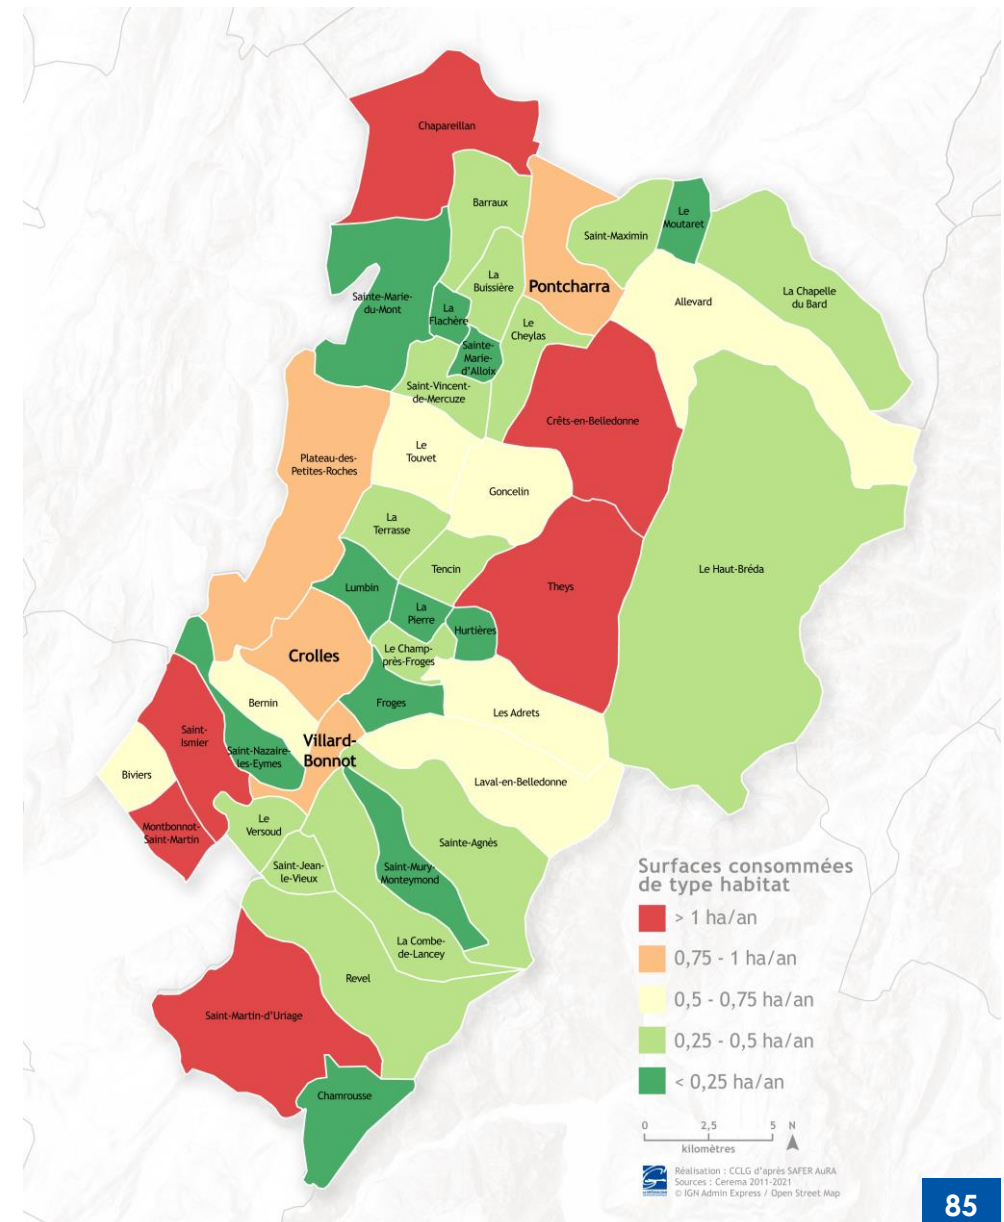 Chapareillan
Barraux
Saint-Maximin
Le
Moutaret
La
Buissière
Pontcharra
Allevard
La Chapelle
du Bard
Sainte-Marie-
du-Mont
La
Flachère
Le
Cheylas
Sainte-
Marie-
d'Alloix
Saint-Vincent-
de-Mercuze
Crêts-en-Belledonne
Le
Touvet
Plateau-des-
Petites-Roches
Goncelin
La
Terrasse
Tencin
Le Haut-Bréda
Lumbin
Theys
La
Pierre
Hurtières
Crolles
Le Champ-
près-Froges
Bernin
Froges
Les Adrets
Saint-
Ismier
Villard-
Bonnot
Saint-Nazaire-
les-Eymes
Biviers
Laval-en-Belledonne
Montbonnot-
Saint-Martin
Le
Versoud
Sainte-Agnès
Saint-Jean-
le-Vieux
Saint-Mury-
Monteymond
La Combe-
de-Lancey
Revel
Saint-Martin-d'Uriage
Chamrousse
Surfaces consommées
de type habitat
> 1 ha/an
0,75 - 1 ha/an
0,5 - 0,75 ha/an
0,25 - 0,5 ha/an
< 0,25 ha/an
0 2,5 5 N
kilomètres
Réalisation : CCLG d'après SAFER AuRA
Sources : Cerema 2011-2021
© IGN Admin Express / Open Street Map
85